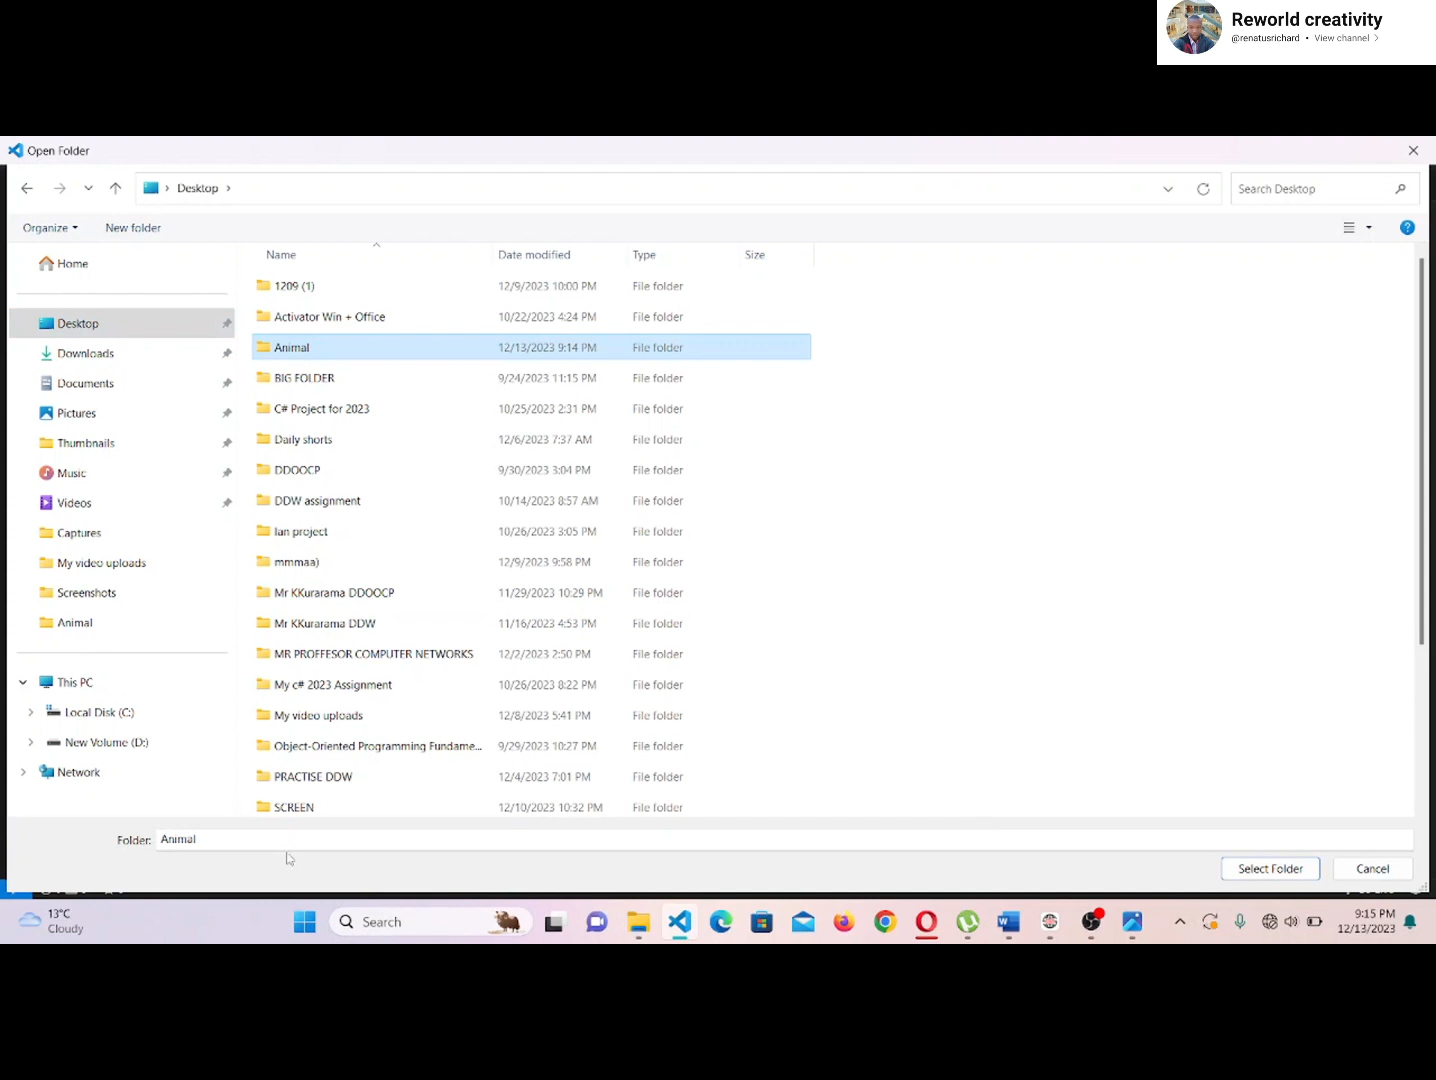 Reworld creativity
@renatusrichard • View channel >
Open Folder
Desktop
Search Desktop
Organize
New folder
Name Date modified Type Size
Home
Desktop
Downloads
Documents
Pictures
Thumbnails
Music
Videos
Captures
My video uploads
Screenshots
Animal
This PC
Local Disk (C:)
New Volume (D:)
Network
1209 (1) 12/9/2023 10:00 PM File folder
Activator Win + Office 10/22/2023 4:24 PM File folder
Animal 12/13/2023 9:14 PM File folder
BIG FOLDER 9/24/2023 11:15 PM File folder
C# Project for 2023 10/25/2023 2:31 PM File folder
Daily shorts 12/6/2023 7:37 AM File folder
DDOOCP 9/30/2023 3:04 PM File folder
DDW assignment 10/14/2023 8:57 AM File folder
Ian project 10/26/2023 3:05 PM File folder
mmmaa) 12/9/2023 9:58 PM File folder
Mr KKurarama DDOOCP 11/29/2023 10:29 PM File folder
Mr KKurarama DDW 11/16/2023 4:53 PM File folder
MR PROFFESOR COMPUTER NETWORKS 12/2/2023 2:50 PM File folder
My c# 2023 Assignment 10/26/2023 8:22 PM File folder
My video uploads 12/8/2023 5:41 PM File folder
Object-Oriented Programming Fundame... 9/29/2023 10:27 PM File folder
PRACTISE DDW 12/4/2023 7:01 PM File folder
SCREEN 12/10/2023 10:32 PM File folder
Folder: Animal
Select Folder
Cancel
13°C
Cloudy
Search
9:15 PM
12/13/2023